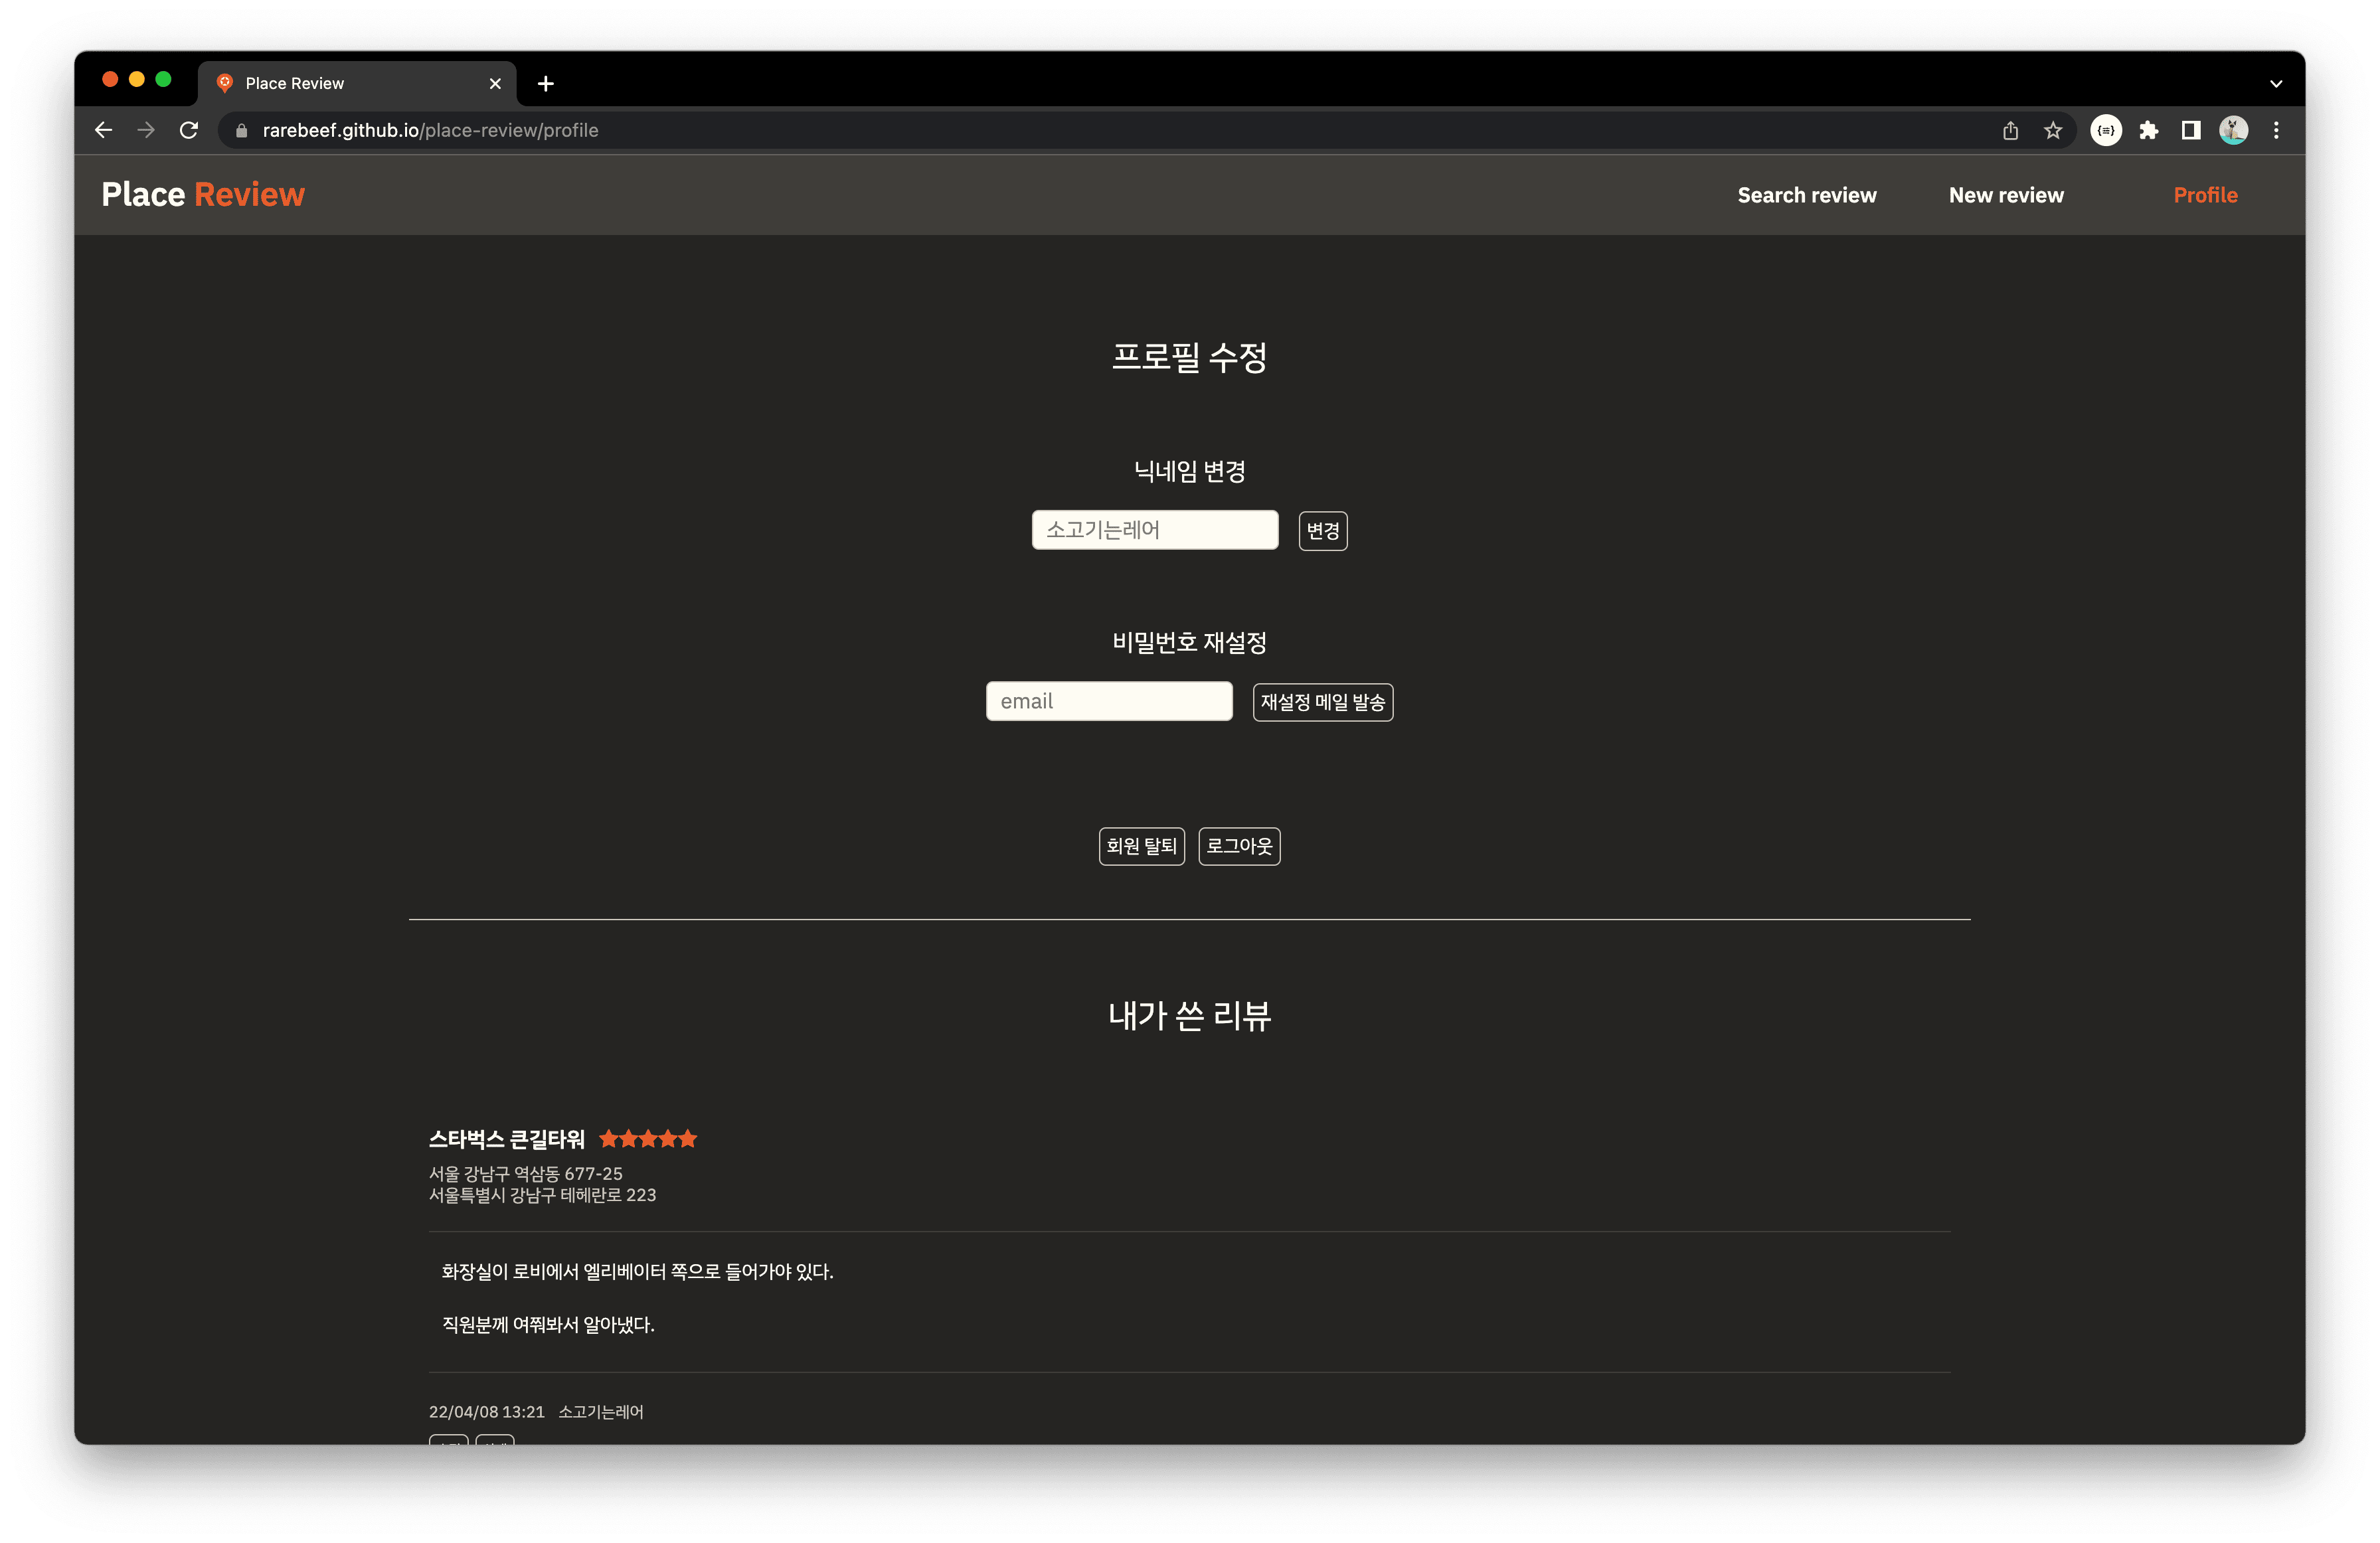 Place Review
rarebeef.github.io/place-review/profile
Place Review
Search review
New review
Profile
프로필 수정
닉네임 변경
소고기는레어
변경
비밀번호 재설정
email
재설정 메일 발송
회원 탈퇴
로그아웃
내가 쓴 리뷰
스타벅스 큰길타워
서울 강남구 역삼동 677-25
서울특별시 강남구 테헤란로 223
화장실이 로비에서 엘리베이터 쪽으로 들어가야 있다.
직원분께 여쭤봐서 알아냈다.
22/04/08 13:21 소고기는레어